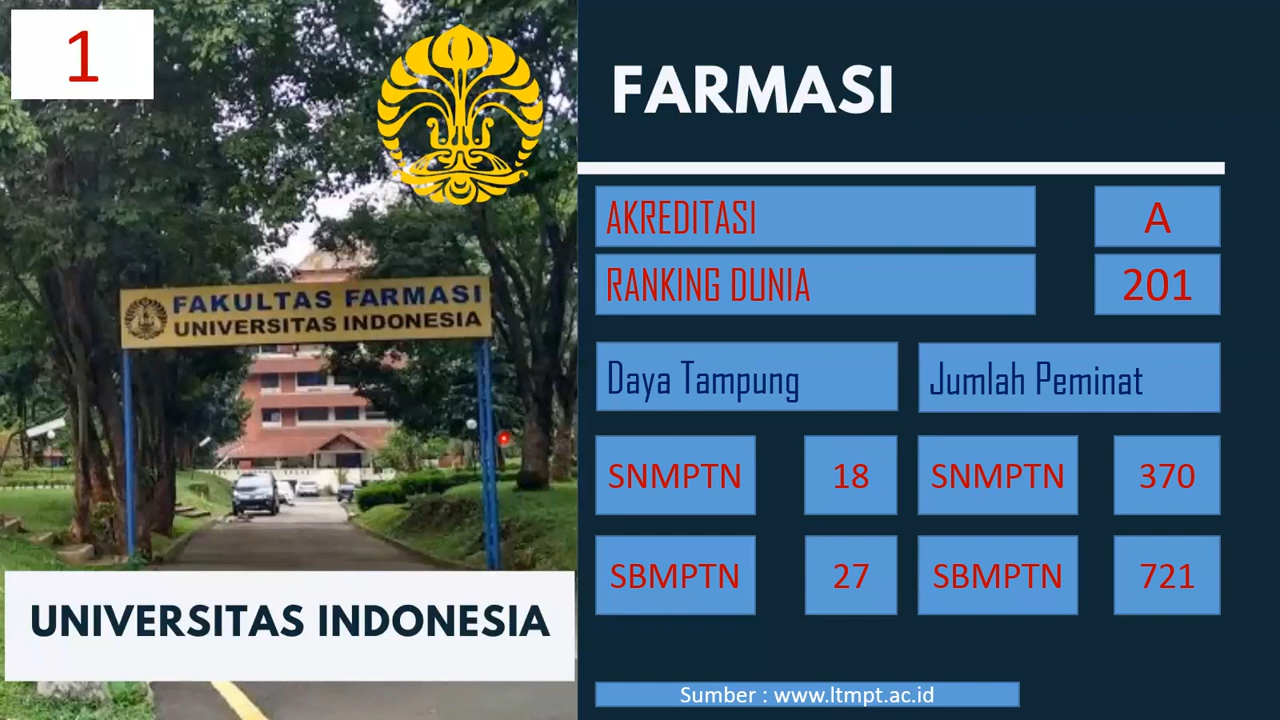 1
FAKULTAS FARMASI
UNIVERSITAS INDONESIA
UNIVERSITAS INDONESIA
FARMASI
AKREDITASI A
RANKING DUNIA 201
Daya Tampung Jumlah Peminat
SNMPTN 18 SNMPTN 370
SBMPTN 27 SBMPTN 721
Sumber : www.ltmpt.ac.id